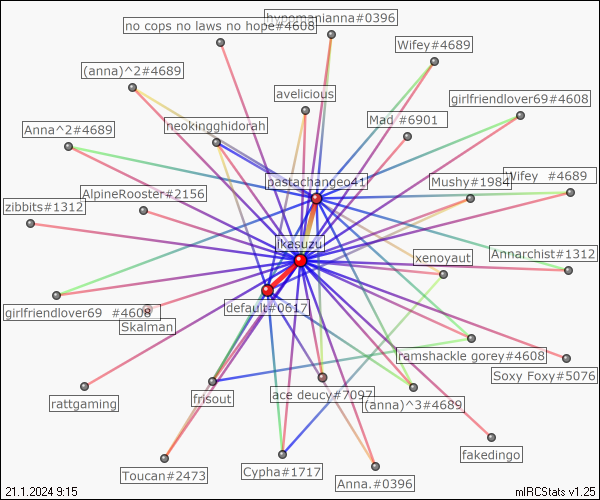 no cops no laws no hope#4608
hypomanianna#0396
Wifey#4689
(anna)^2#4689
avelicious
girlfriendlover69#4608
Anna^2#4689
neokingghidorah
Mad #6901
pastachangeo41
Mushy#1984
Wifey #4689
AlpineRooster#2156
zibbits#1312
ikasuzu
xenoyaut
Annarchist#1312
girlfriendlover69 #4608
default#0617
Skalman
ramshackle gorey#4608
Soxy Foxy#5076
rattgaming
frisout
ace deucy#7097
(anna)^3#4689
fakedingo
Toucan#2473
Cypha#1717
Anna.#0396
21.1.2024 9:15
mIRCStats v1.25